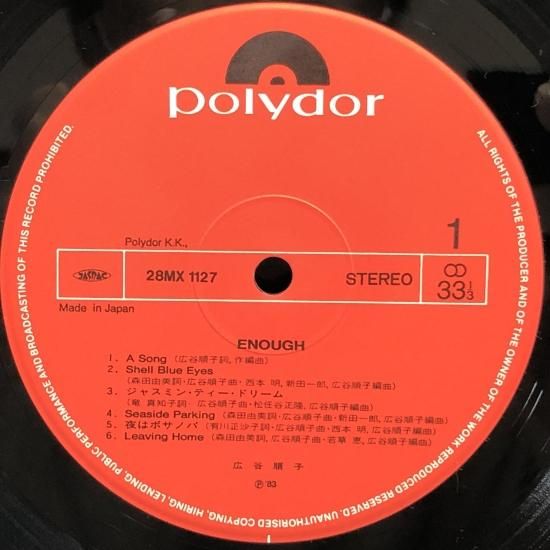 polydor
1
Polydor K.K.,
JASRAC
28MX 1127
STEREO
33 1/3
Made in Japan
ENOUGH
1. A Song (広谷順子詞, 作編曲)
2. Shell Blue Eyes
(森田由美詞・広谷順子曲・西本 明, 新田一郎, 広谷順子編曲)
3. ジャスミン・ティー・ドリーム
(竜 真知子詞・広谷順子曲・松任谷正隆, 広谷順子編曲)
4. Seaside Parking (森田由美詞・広谷順子曲・新田一郎, 広谷順子編曲)
5. 夜はボサノバ (有川正沙子詞・広谷順子曲・西本 明, 広谷順子編曲)
6. Leaving Home (森田由美詞, 広谷順子曲・若草 恵, 広谷順子編曲)
広谷順子
Ⓟ '83
ALL RIGHTS OF THE PRODUCER AND OF THE OWNER OF THE WORK REPRODUCED RESERVED. UNAUTHORISED COPYING, HIRING, LENDING, PUBLIC PERFORMANCE AND BROADCASTING OF THIS RECORD PROHIBITED.